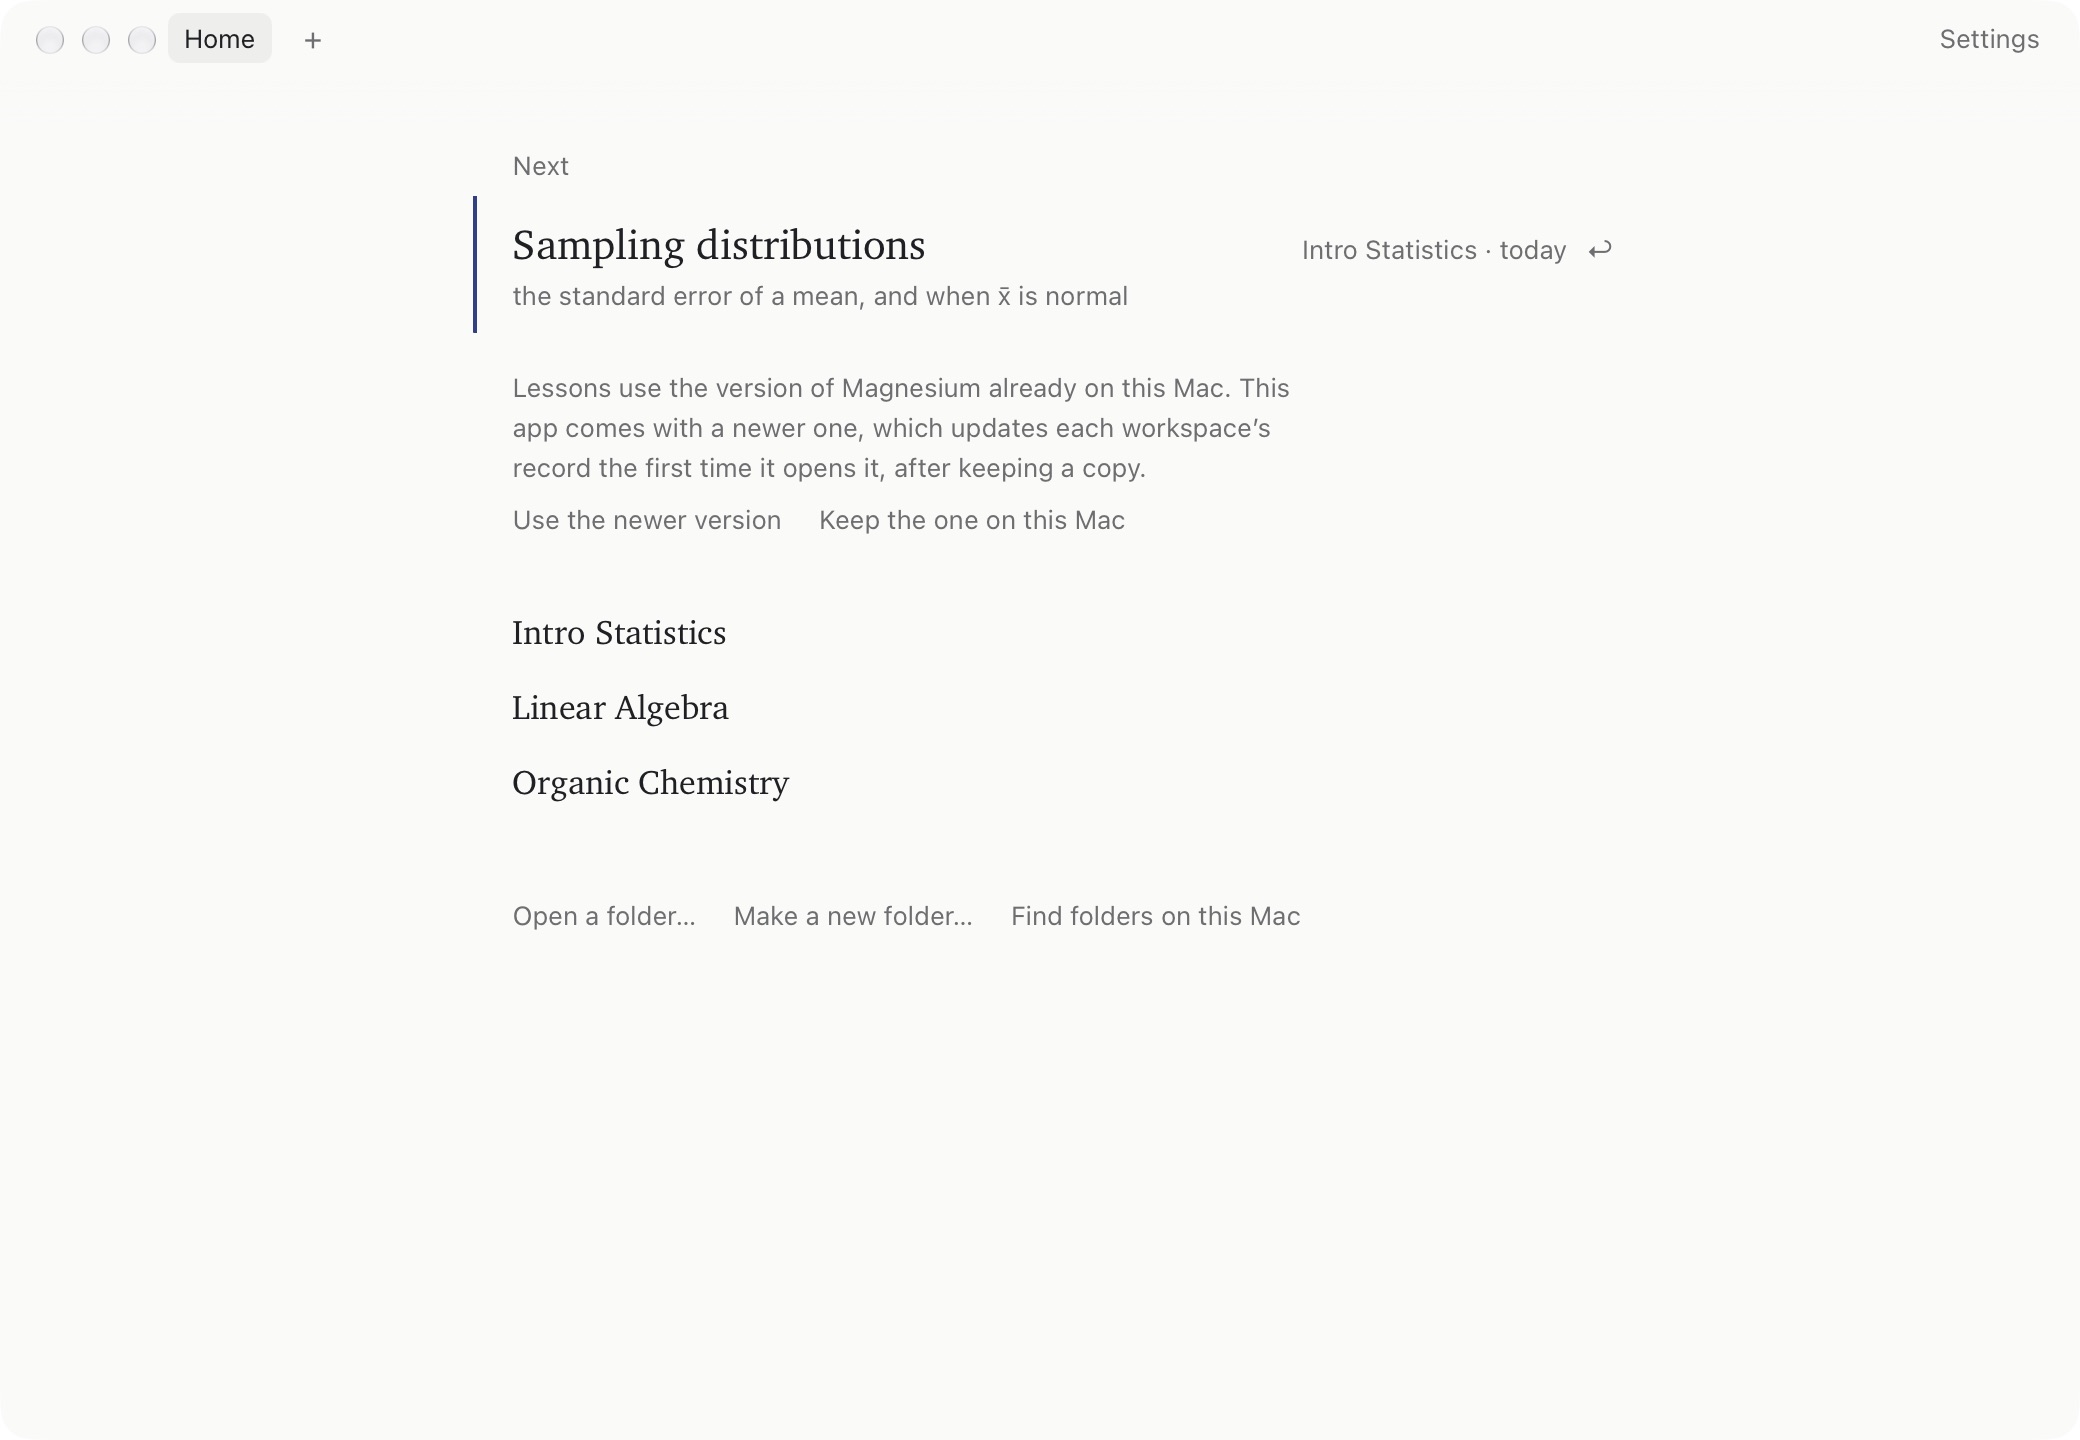 Home
+
Settings
Next
Sampling distributions
Intro Statistics · today
the standard error of a mean, and when x̄ is normal
Lessons use the version of Magnesium already on this Mac. This
app comes with a newer one, which updates each workspace’s
record the first time it opens it, after keeping a copy.
Use the newer version
Keep the one on this Mac
Intro Statistics
Linear Algebra
Organic Chemistry
Open a folder…
Make a new folder…
Find folders on this Mac